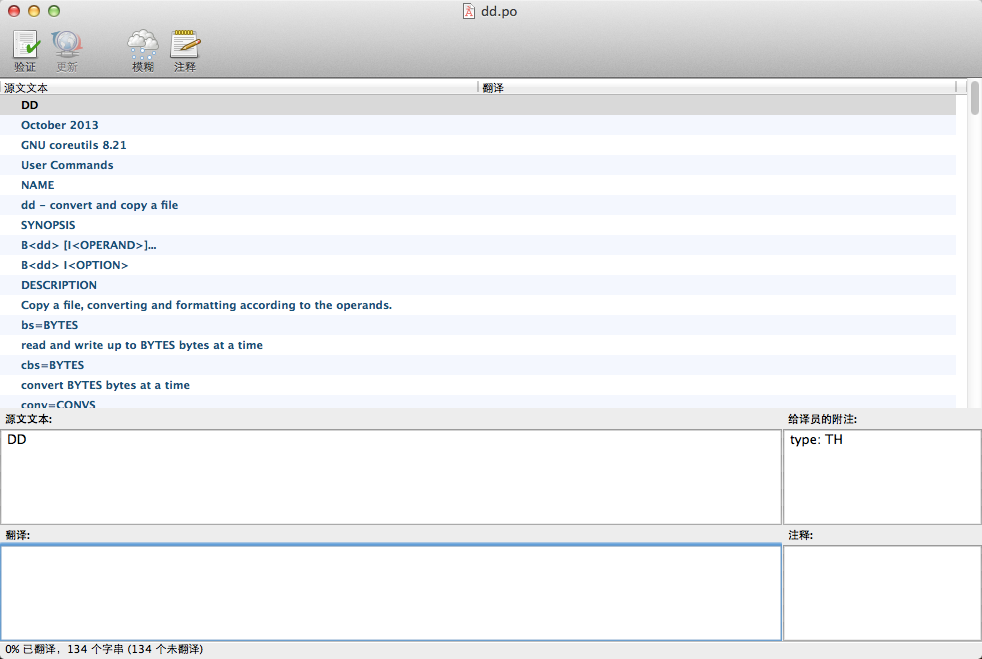 dd.po
验证 更新 模糊 注释
源文文本 翻译
DD
October 2013
GNU coreutils 8.21
User Commands
NAME
dd - convert and copy a file
SYNOPSIS
B<dd> [I<OPERAND>]...
B<dd> I<OPTION>
DESCRIPTION
Copy a file, converting and formatting according to the operands.
bs=BYTES
read and write up to BYTES bytes at a time
cbs=BYTES
convert BYTES bytes at a time
conv=CONVS
源文文本: 给译员的附注:
DD type: TH
翻译: 注释:
0% 已翻译，134 个字串 (134 个未翻译)